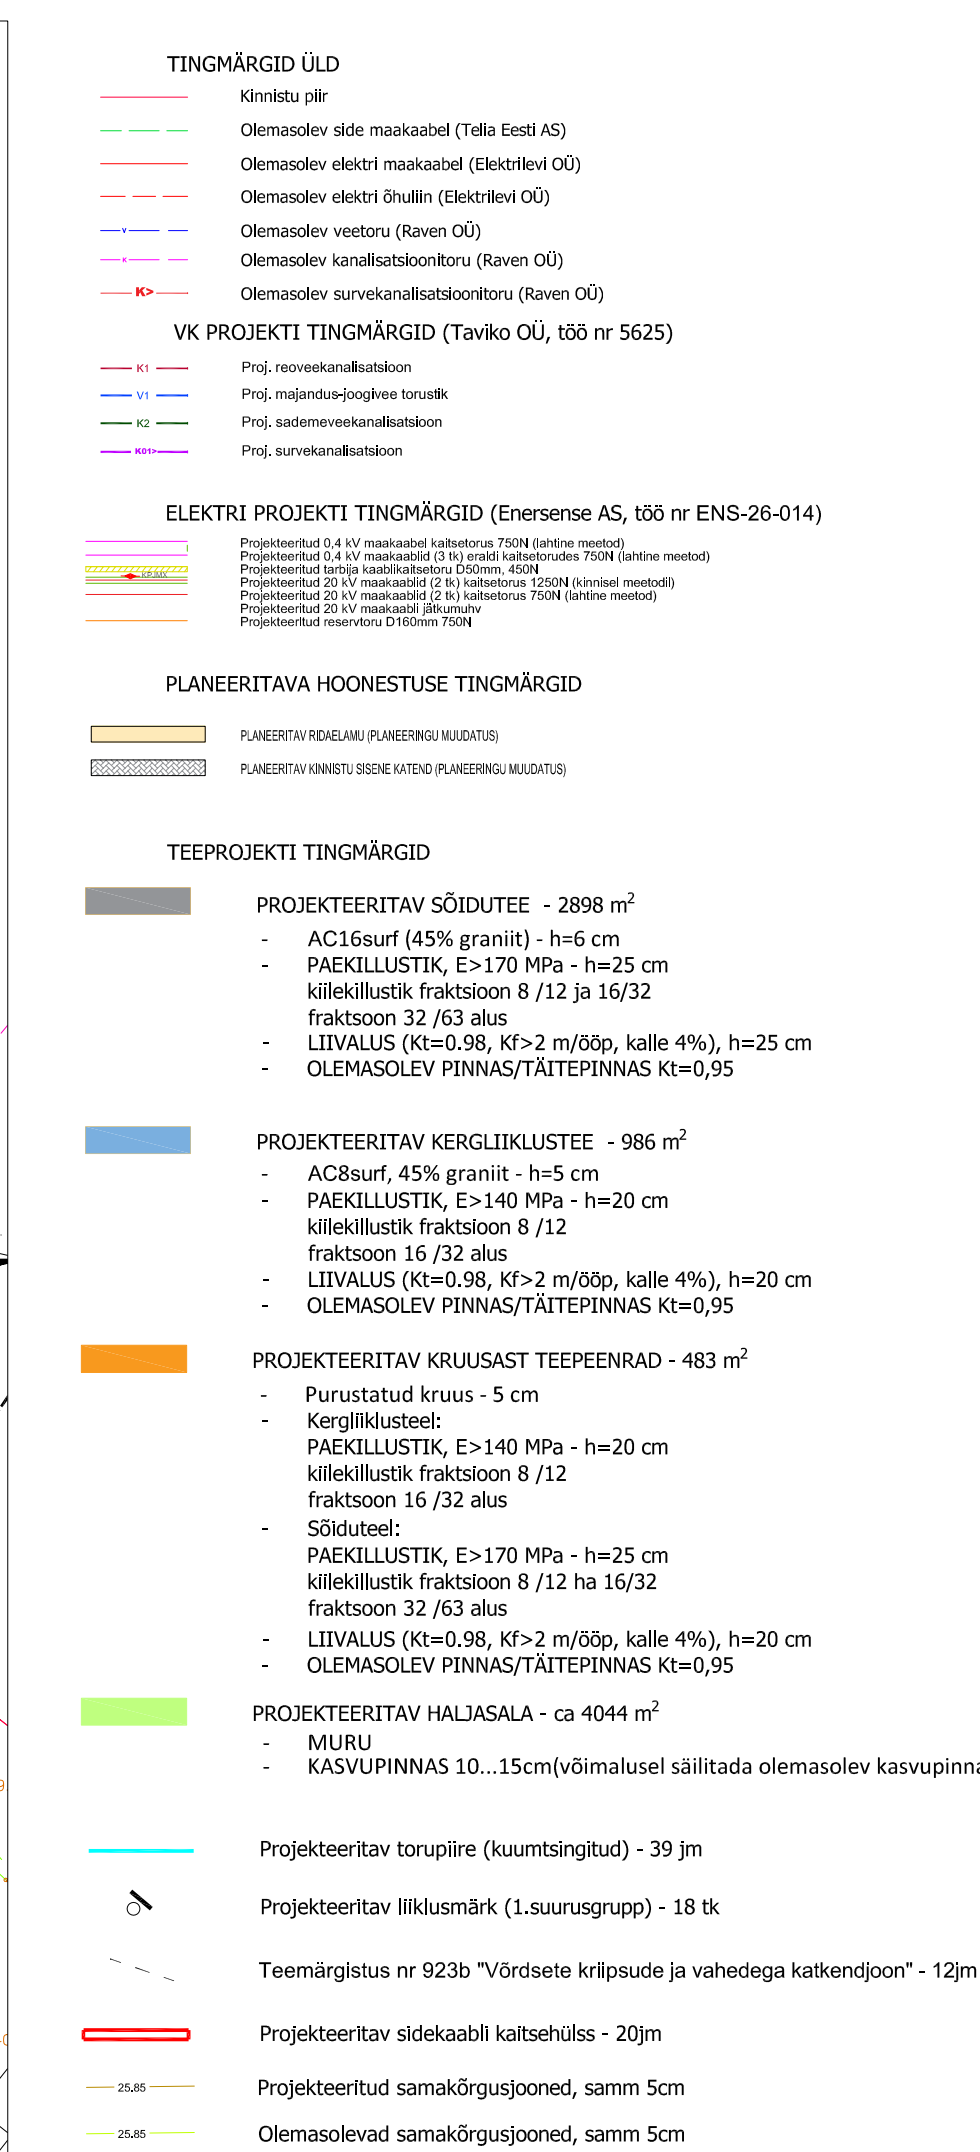 TINGMÄRGID ÜLD
Kinnistu piir
Olemasolev side maakaabel (Telia Eesti AS)
Olemasolev elektri maakaabel (Elektrilevi OÜ)
Olemasolev elektri õhuliin (Elektrilevi OÜ)
V Olemasolev veetoru (Raven OÜ)
K Olemasolev kanalisatsioonitoru (Raven OÜ)
K> Olemasolev survekanalisatsioonitoru (Raven OÜ)
VK PROJEKTI TINGMÄRGID (Taviko OÜ, töö nr 5625)
K1 Proj. reoveekanalisatsioon
V1 Proj. majandus-joogivee torustik
K2 Proj. sademeveekanalisatsioon
K01> Proj. survekanalisatsioon
ELEKTRI PROJEKTI TINGMÄRGID (Enersense AS, töö nr ENS-26-014)
Projekteeritud 0,4 kV maakaabel kaitsetorus 750N (lahtine meetod)
Projekteeritud 0,4 kV maakaablid (3 tk) eraldi kaitsetorudes 750N (lahtine meetod)
Projekteeritud tarbija kaablikaitsetoru D50mm, 450N
KPJMX Projekteeritud 20 kV maakaablid (2 tk) kaitsetorus 1250N (kinnisel meetodil)
Projekteeritud 20 kV maakaablid (2 tk) kaitsetorus 750N (lahtine meetod)
Projekteeritud 20 kV maakaabli jätkumuhv
Projekteeritud reservtoru D160mm 750N
PLANEERITAVA HOONESTUSE TINGMÄRGID
PLANEERITAV RIDAELAMU (PLANEERINGU MUUDATUS)
PLANEERITAV KINNISTU SISENE KATEND (PLANEERINGU MUUDATUS)
TEEPROJEKTI TINGMÄRGID
PROJEKTEERITAV SÕIDUTEE - 2898 m²
- AC16surf (45% graniit) - h=6 cm
- PAEKILLUSTIK, E>170 MPa - h=25 cm
kiilekillustik fraktsioon 8 /12 ja 16/32
fraktsoon 32 /63 alus
- LIIVALUS (Kt=0.98, Kf>2 m/ööp, kalle 4%), h=25 cm
- OLEMASOLEV PINNAS/TÄITEPINNAS Kt=0,95
PROJEKTEERITAV KERGLIIKLUSTEE - 986 m²
- AC8surf, 45% graniit - h=5 cm
- PAEKILLUSTIK, E>140 MPa - h=20 cm
kiilekillustik fraktsioon 8 /12
fraktsoon 16 /32 alus
- LIIVALUS (Kt=0.98, Kf>2 m/ööp, kalle 4%), h=20 cm
- OLEMASOLEV PINNAS/TÄITEPINNAS Kt=0,95
PROJEKTEERITAV KRUUSAST TEEPEENRAD - 483 m²
- Purustatud kruus - 5 cm
- Kergliiklusteel:
PAEKILLUSTIK, E>140 MPa - h=20 cm
kiilekillustik fraktsioon 8 /12
fraktsoon 16 /32 alus
- Sõiduteel:
PAEKILLUSTIK, E>170 MPa - h=25 cm
kiilekillustik fraktsioon 8 /12 ha 16/32
fraktsoon 32 /63 alus
- LIIVALUS (Kt=0.98, Kf>2 m/ööp, kalle 4%), h=20 cm
- OLEMASOLEV PINNAS/TÄITEPINNAS Kt=0,95
PROJEKTEERITAV HALJASALA - ca 4044 m²
- MURU
- KASVUPINNAS 10...15cm(võimalusel säilitada olemasolev kasvupinna
Projekteeritav torupiire (kuumtsingitud) - 39 jm
Projekteeritav liiklusmärk (1.suurusgrupp) - 18 tk
Teemärgistus nr 923b "Võrdsete kriipsude ja vahedega katkendjoon" - 12jm
Projekteeritav sidekaabli kaitsehülss - 20jm
25.85 Projekteeritud samakõrgusjooned, samm 5cm
25.85 Olemasolevad samakõrgusjooned, samm 5cm